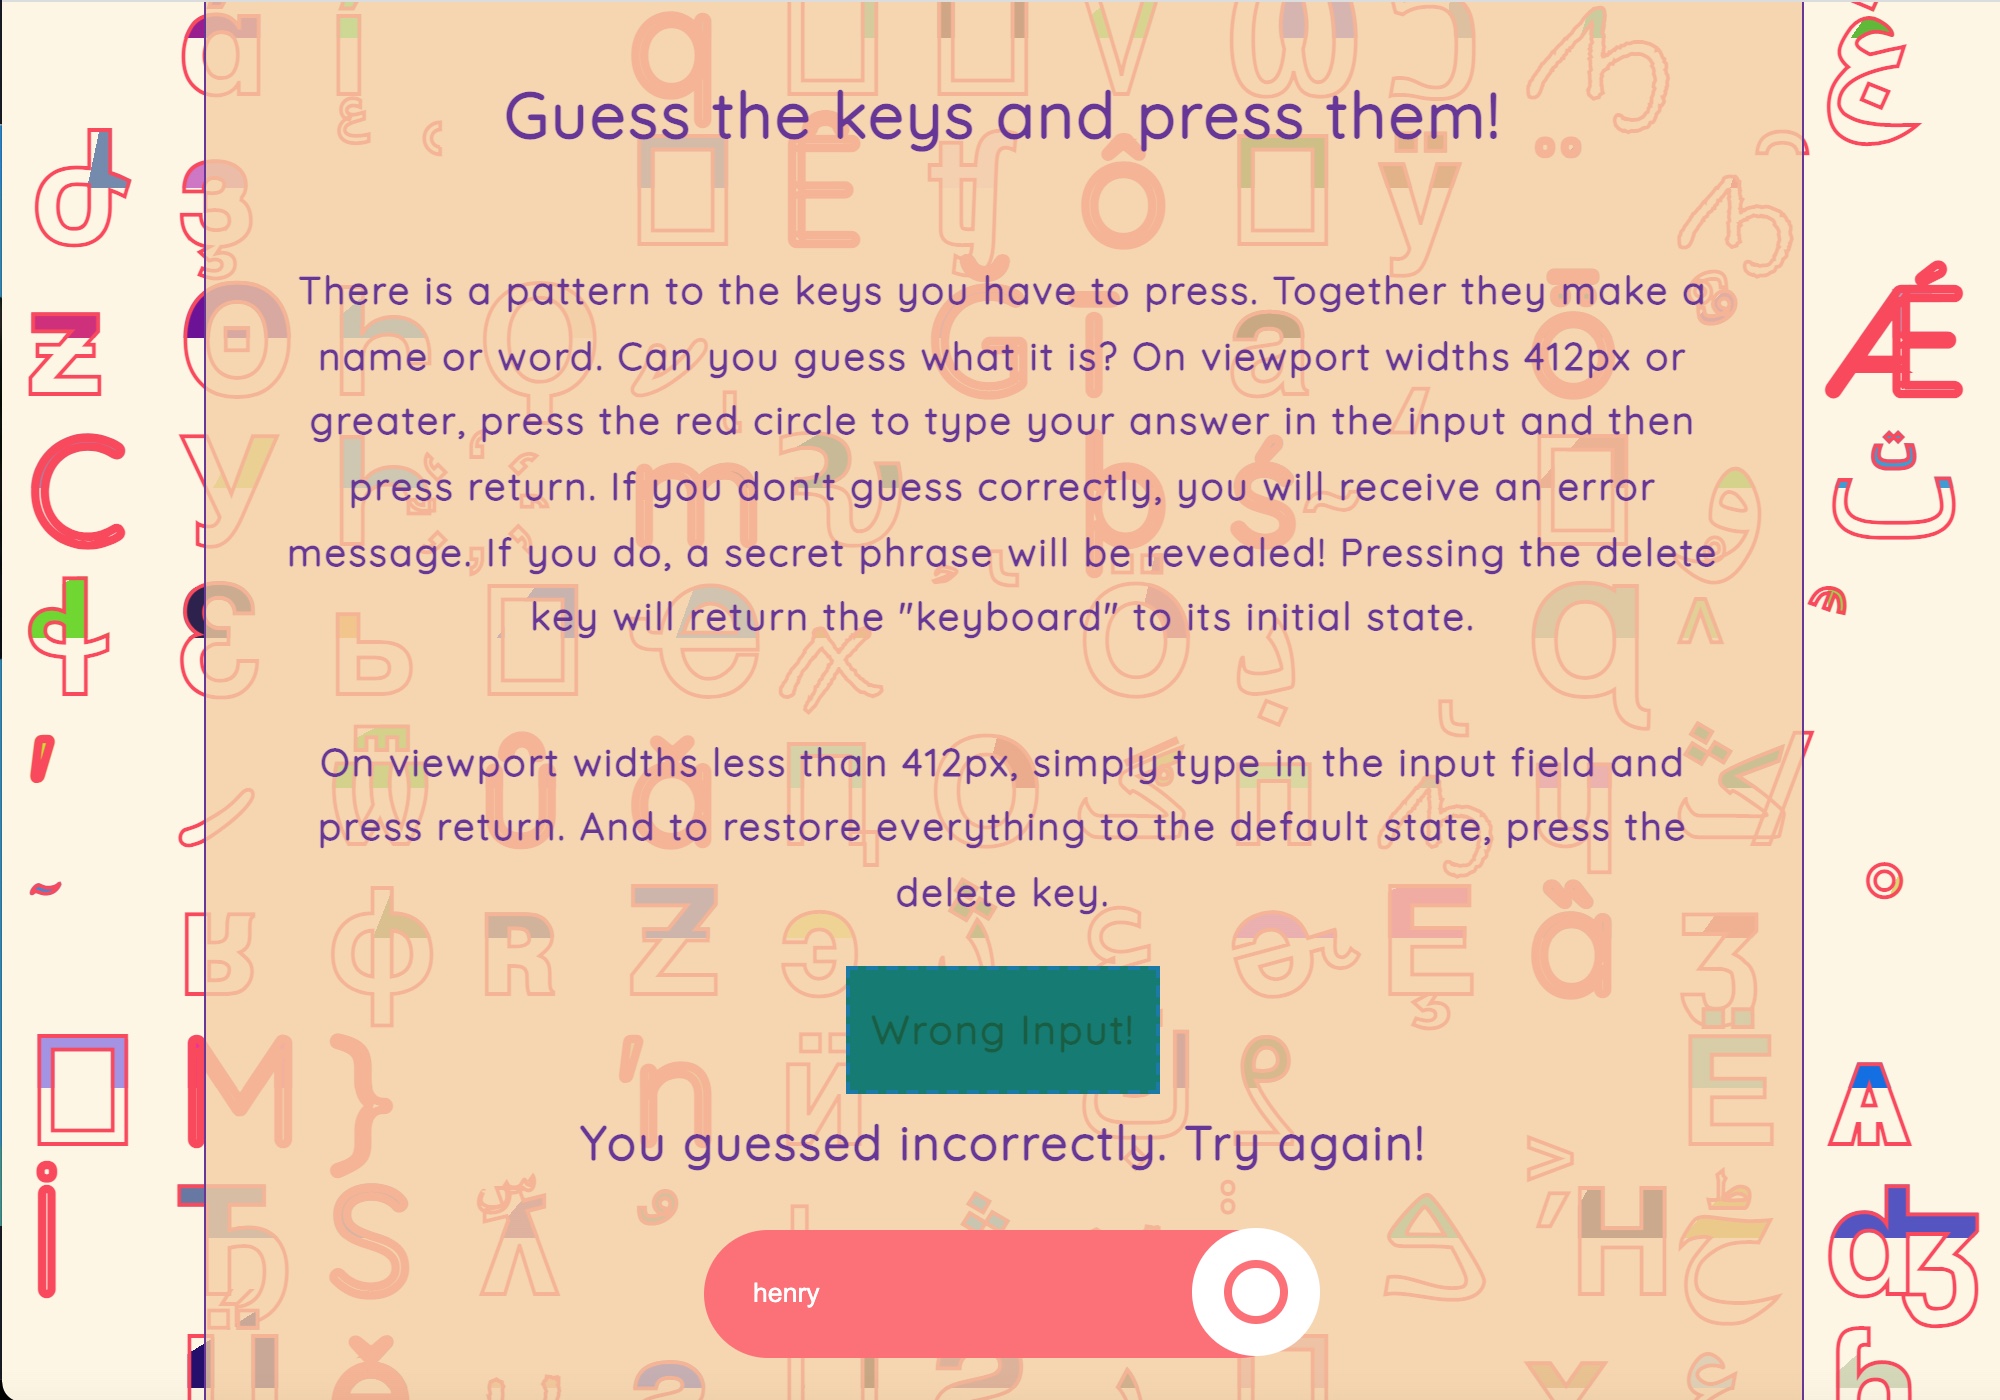 Guess the keys and press them!
There is a pattern to the keys you have to press. Together they make a
name or word. Can you guess what it is? On viewport widths 412px or
greater, press the red circle to type your answer in the input and then
press return. If you don't guess correctly, you will receive an error
message. If you do, a secret phrase will be revealed! Pressing the delete
key will return the "keyboard" to its initial state.
On viewport widths less than 412px, simply type in the input field and
press return. And to restore everything to the default state, press the
delete key.
Wrong Input!
You guessed incorrectly. Try again!
henry